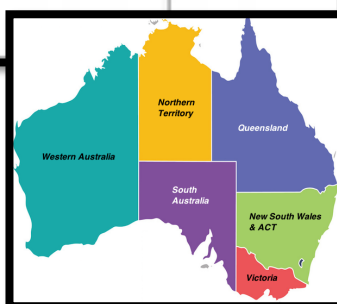 Northern
Territory
Queensland
Western Australia
South
Australia
New South Wales
& ACT
Victoria